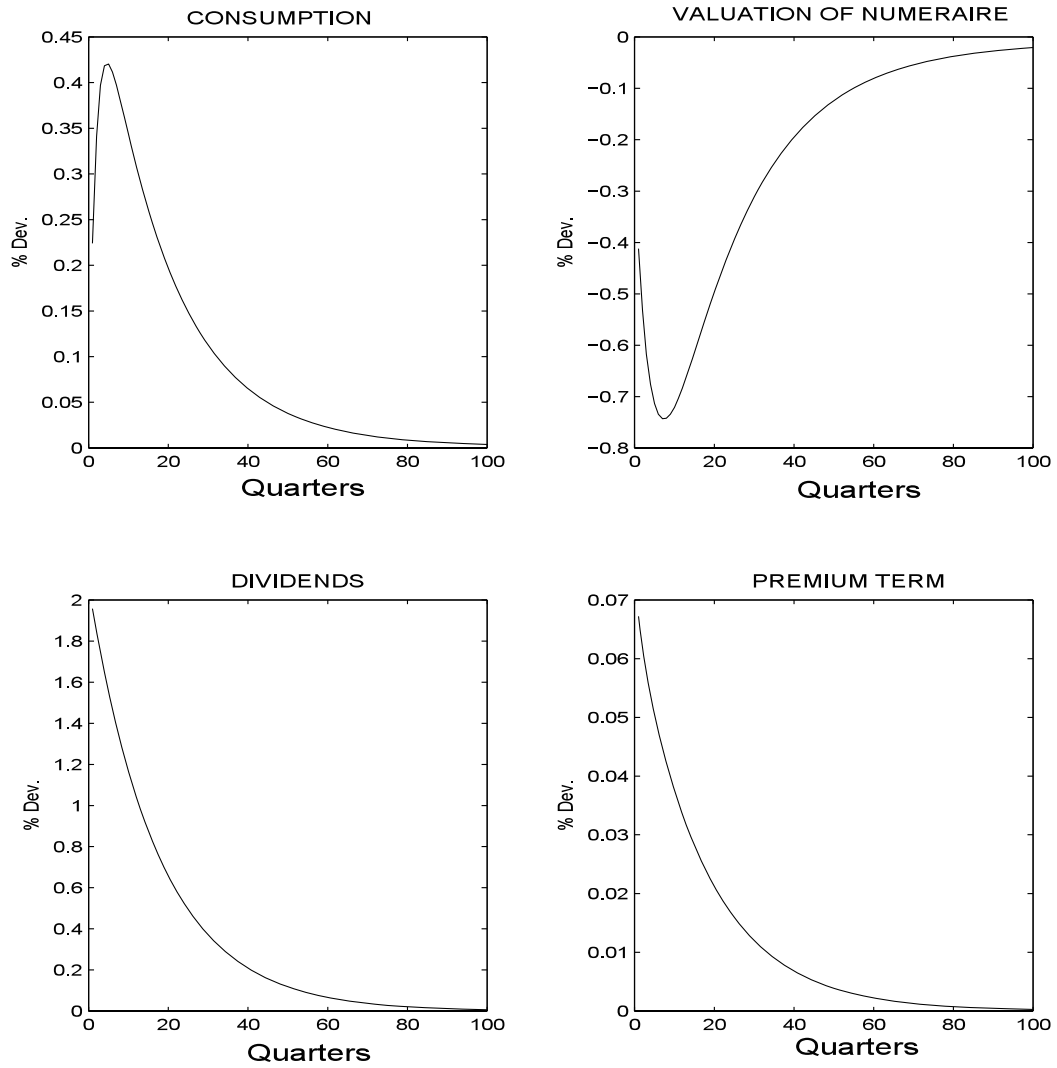 CONSUMPTION
0.45
0.4
0.35
0.3
0.25
0.2
0.15
0.1
0.05
0
% Dev.
0 20 40 60 80 100
Quarters
VALUATION OF NUMERAIRE
0
−0.1
−0.2
−0.3
−0.4
−0.5
−0.6
−0.7
−0.8
% Dev.
0 20 40 60 80 100
Quarters
DIVIDENDS
2
1.8
1.6
1.4
1.2
1
0.8
0.6
0.4
0.2
0
% Dev.
0 20 40 60 80 100
Quarters
PREMIUM TERM
0.07
0.06
0.05
0.04
0.03
0.02
0.01
0
% Dev.
0 20 40 60 80 100
Quarters